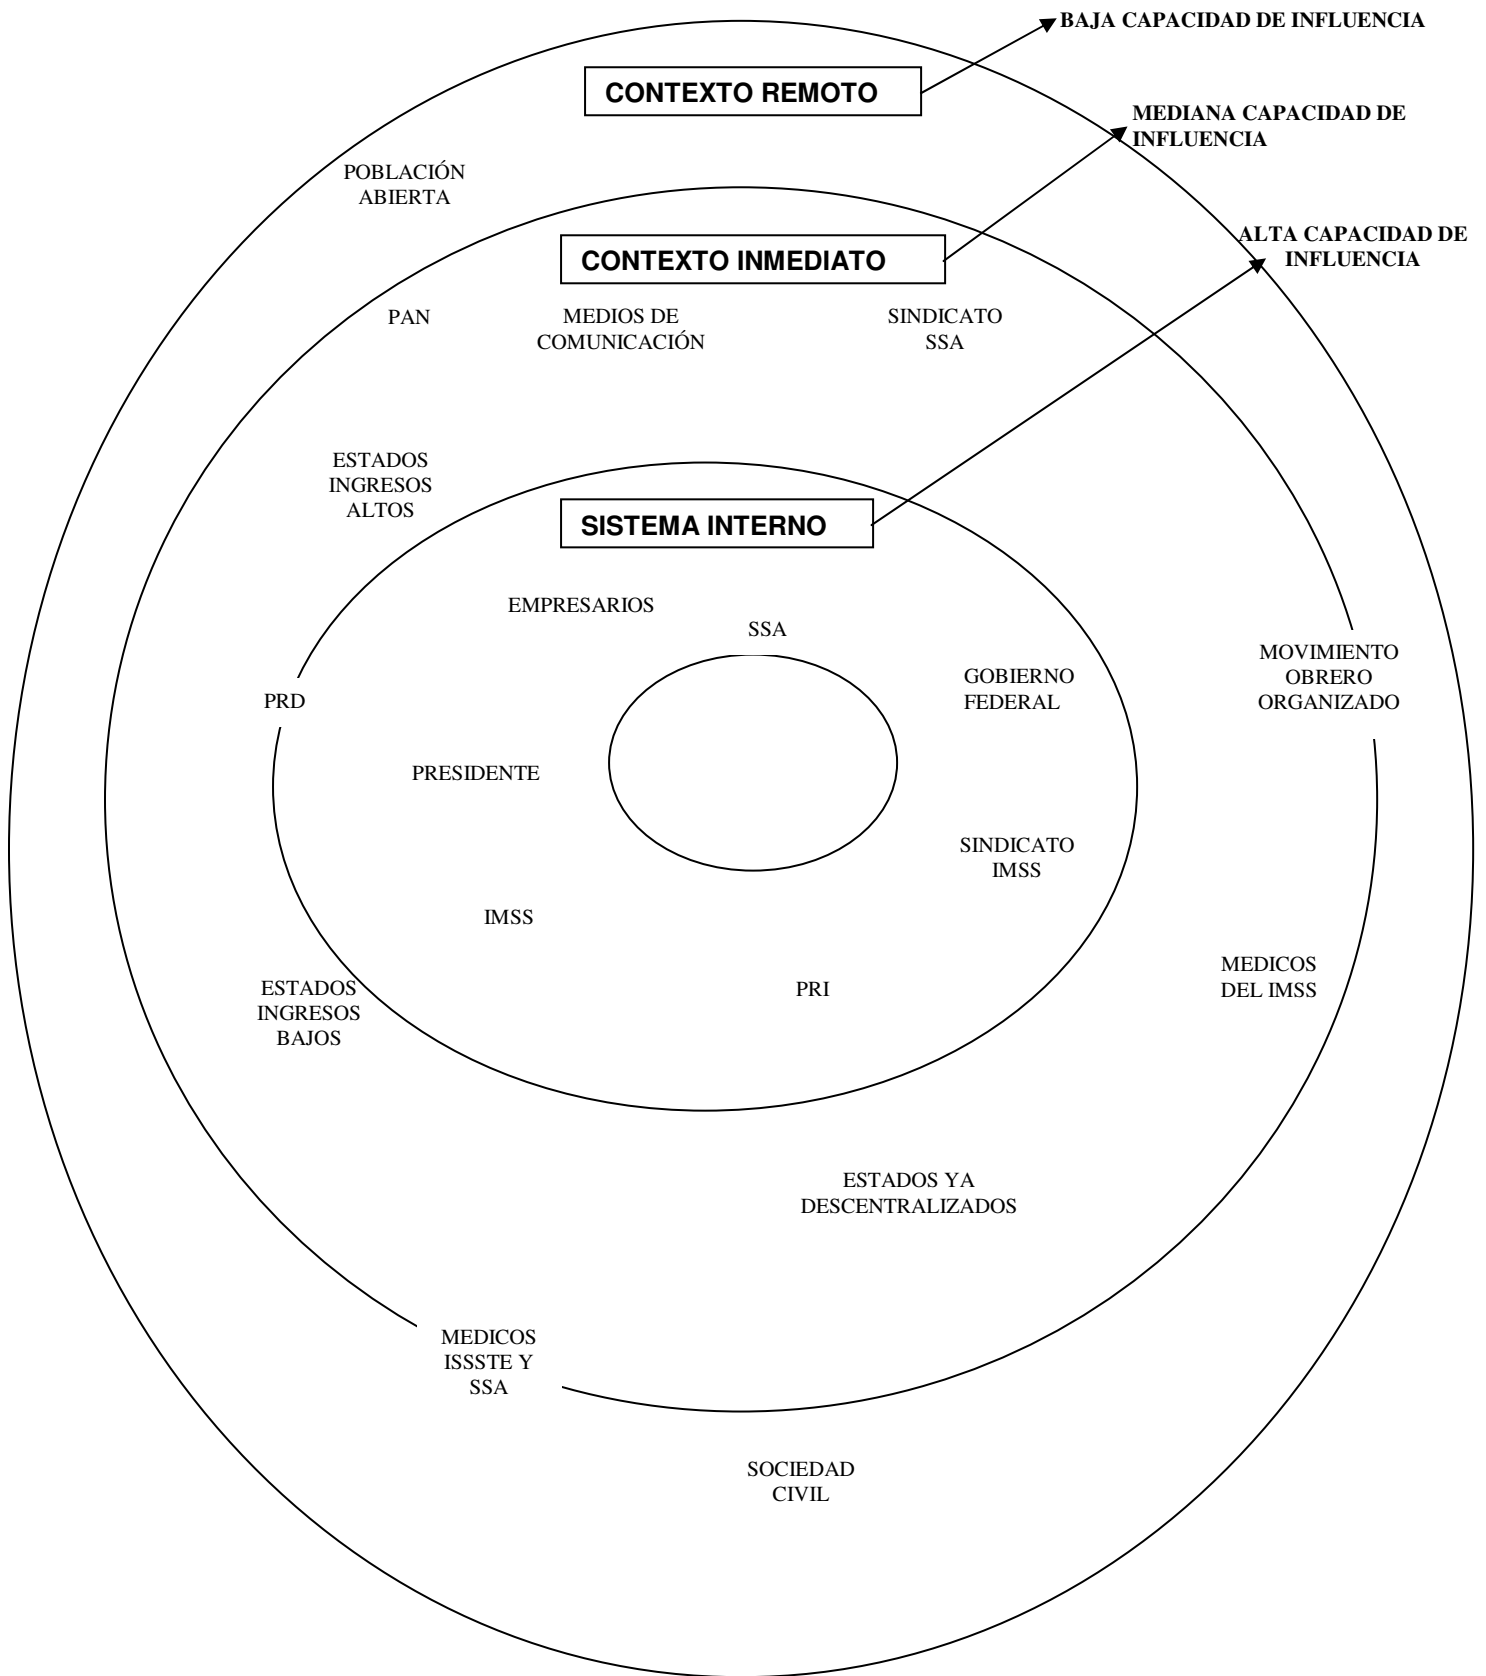 BAJA CAPACIDAD DE INFLUENCIA
CONTEXTO REMOTO
MEDIANA CAPACIDAD DE
INFLUENCIA
POBLACIÓN
ABIERTA
ALTA CAPACIDAD DE
INFLUENCIA
CONTEXTO INMEDIATO
PAN
MEDIOS DE
COMUNICACIÓN
SINDICATO
SSA
ESTADOS
INGRESOS
ALTOS
SISTEMA INTERNO
EMPRESARIOS
SSA
GOBIERNO
FEDERAL
MOVIMIENTO
OBRERO
ORGANIZADO
PRD
PRESIDENTE
SINDICATO
IMSS
IMSS
MEDICOS
DEL IMSS
ESTADOS
INGRESOS
BAJOS
PRI
ESTADOS YA
DESCENTRALIZADOS
MEDICOS
ISSSTE Y
SSA
SOCIEDAD
CIVIL